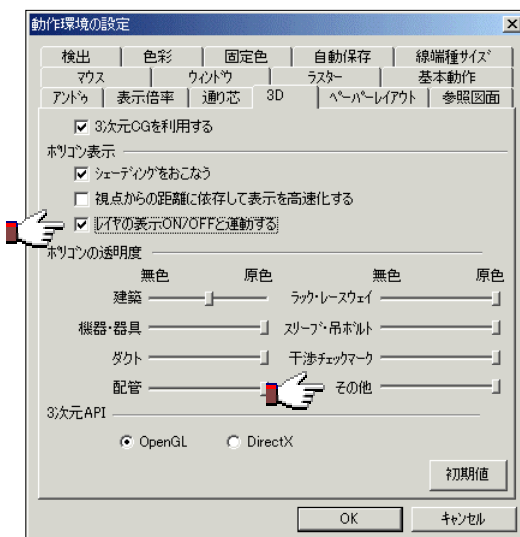 動作環境の設定
検出 色彩 固定色 自動保存 線端種サイズ
マウス ウィンドウ ラスター 基本動作
アンドゥ 表示倍率 通り芯 3D ペーパーレイアウト 参照図面
3次元CGを利用する
ポリゴン表示
シェーディングをおこなう
視点からの距離に依存して表示を高速化する
レイヤの表示ON/OFFと連動する
ポリゴンの透明度
無色 原色 無色 原色
建築 ラック・レースウェイ
機器・器具 スリーブ・吊ボルト
ダクト 干渉チェックマーク
配管 その他
3次元API
OpenGL DirectX
初期値
OK キャンセル